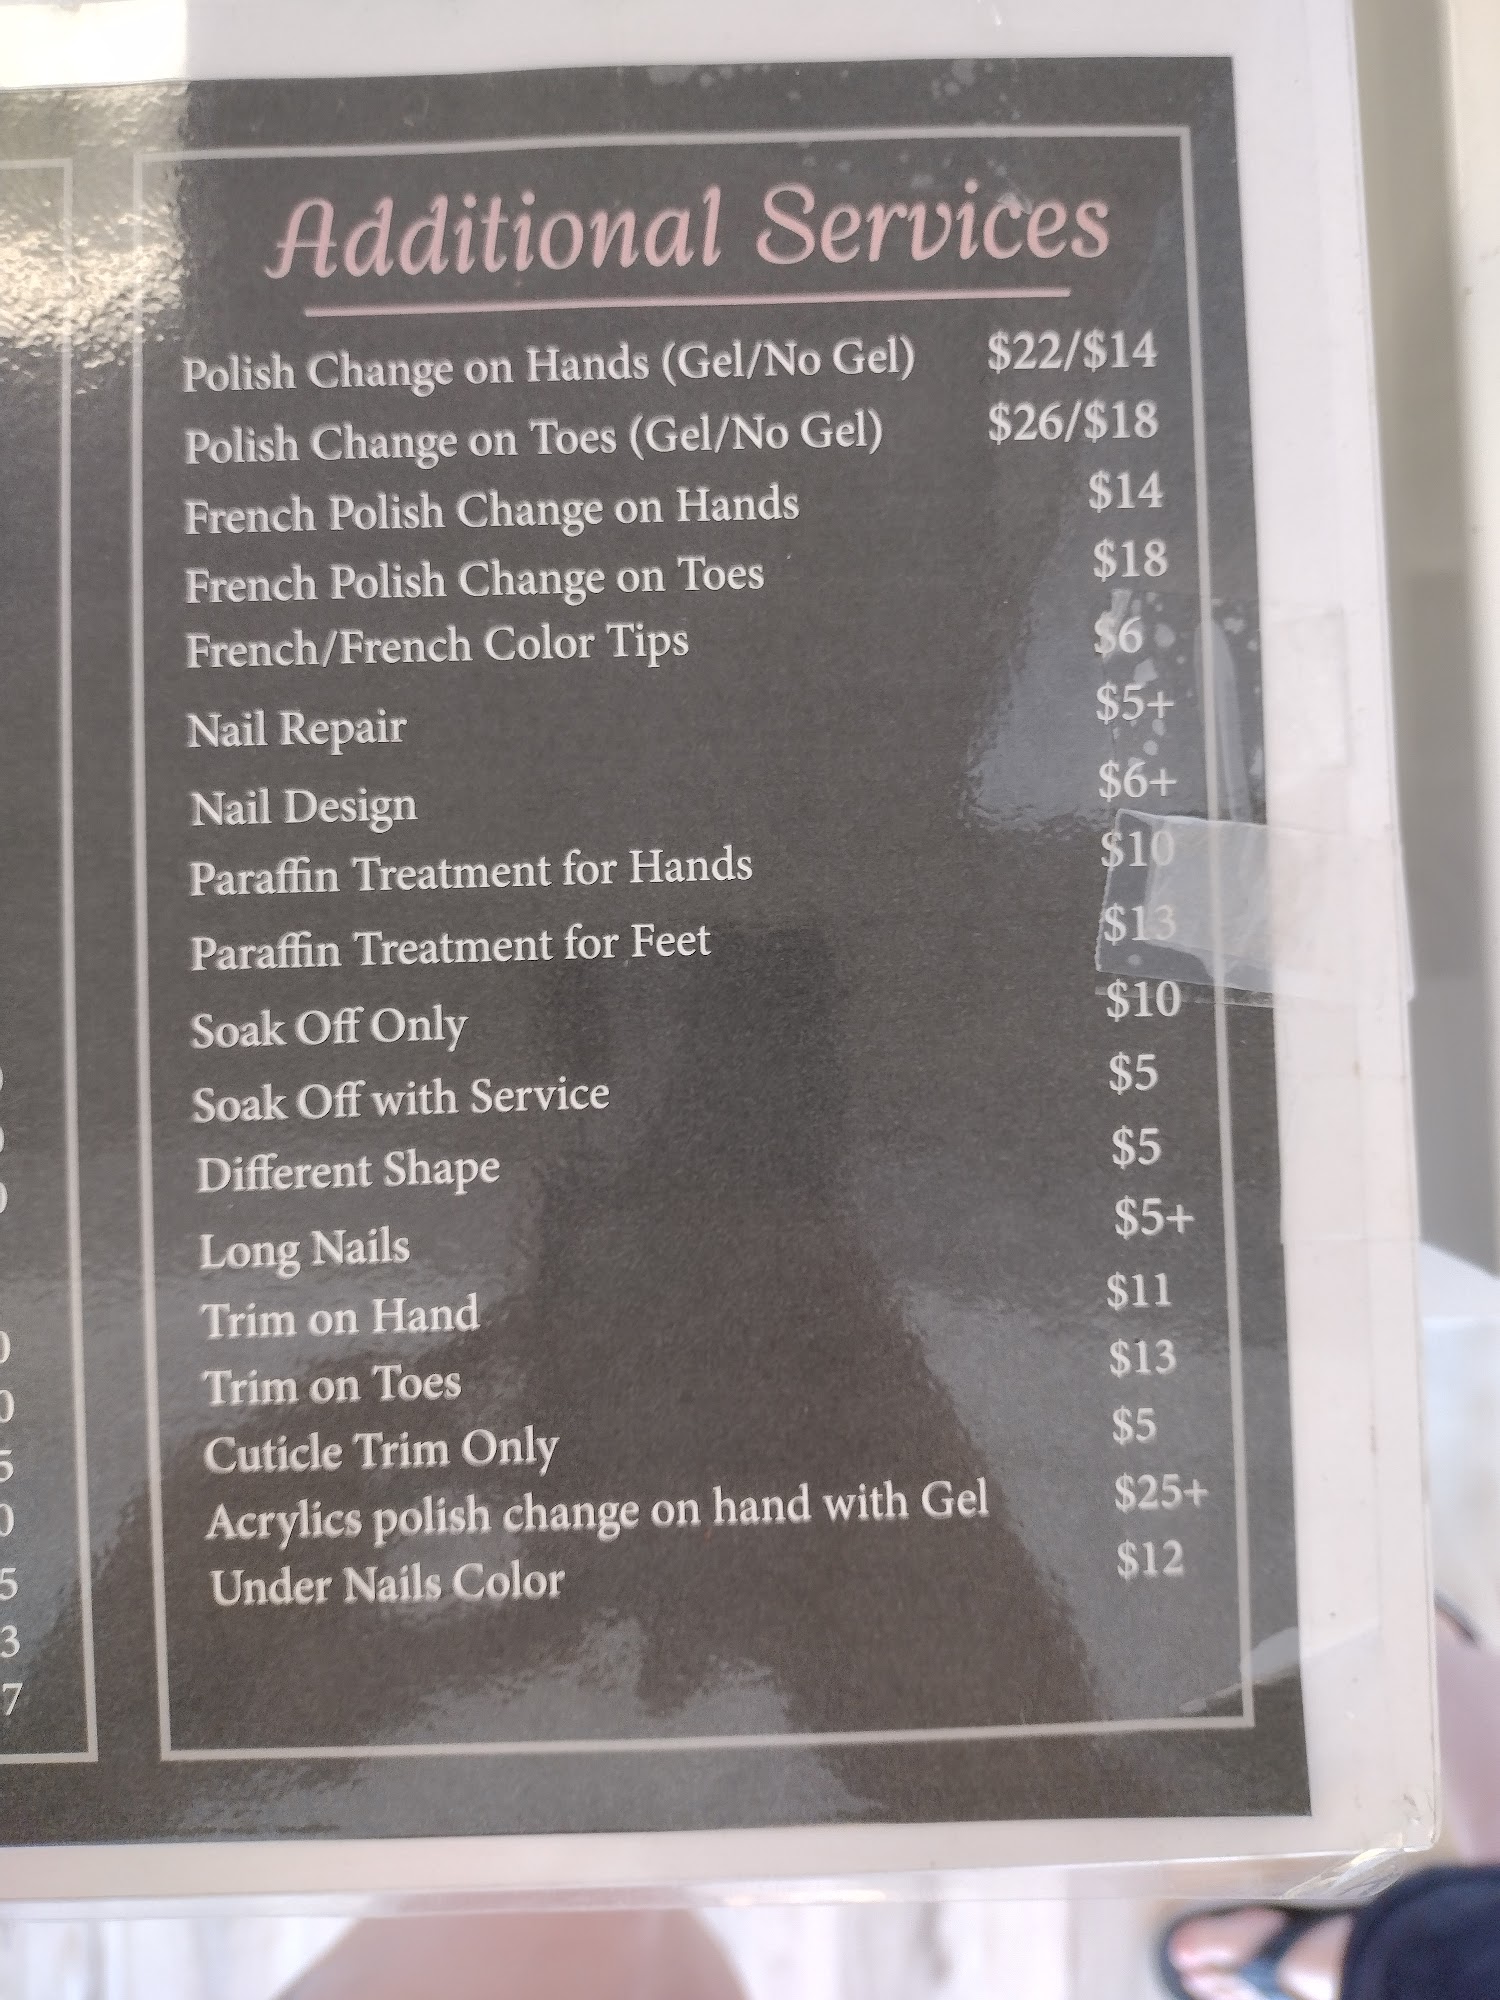 Additional Services
Polish Change on Hands (Gel/No Gel) $22/$14
Polish Change on Toes (Gel/No Gel) $26/$18
French Polish Change on Hands $14
French Polish Change on Toes $18
French/French Color Tips $6
Nail Repair $5+
Nail Design $6+
Paraffin Treatment for Hands $10
Paraffin Treatment for Feet $13
Soak Off Only $10
Soak Off with Service $5
Different Shape $5
Long Nails $5+
Trim on Hand $11
Trim on Toes $13
Cuticle Trim Only $5
Acrylics polish change on hand with Gel $25+
Under Nails Color $12